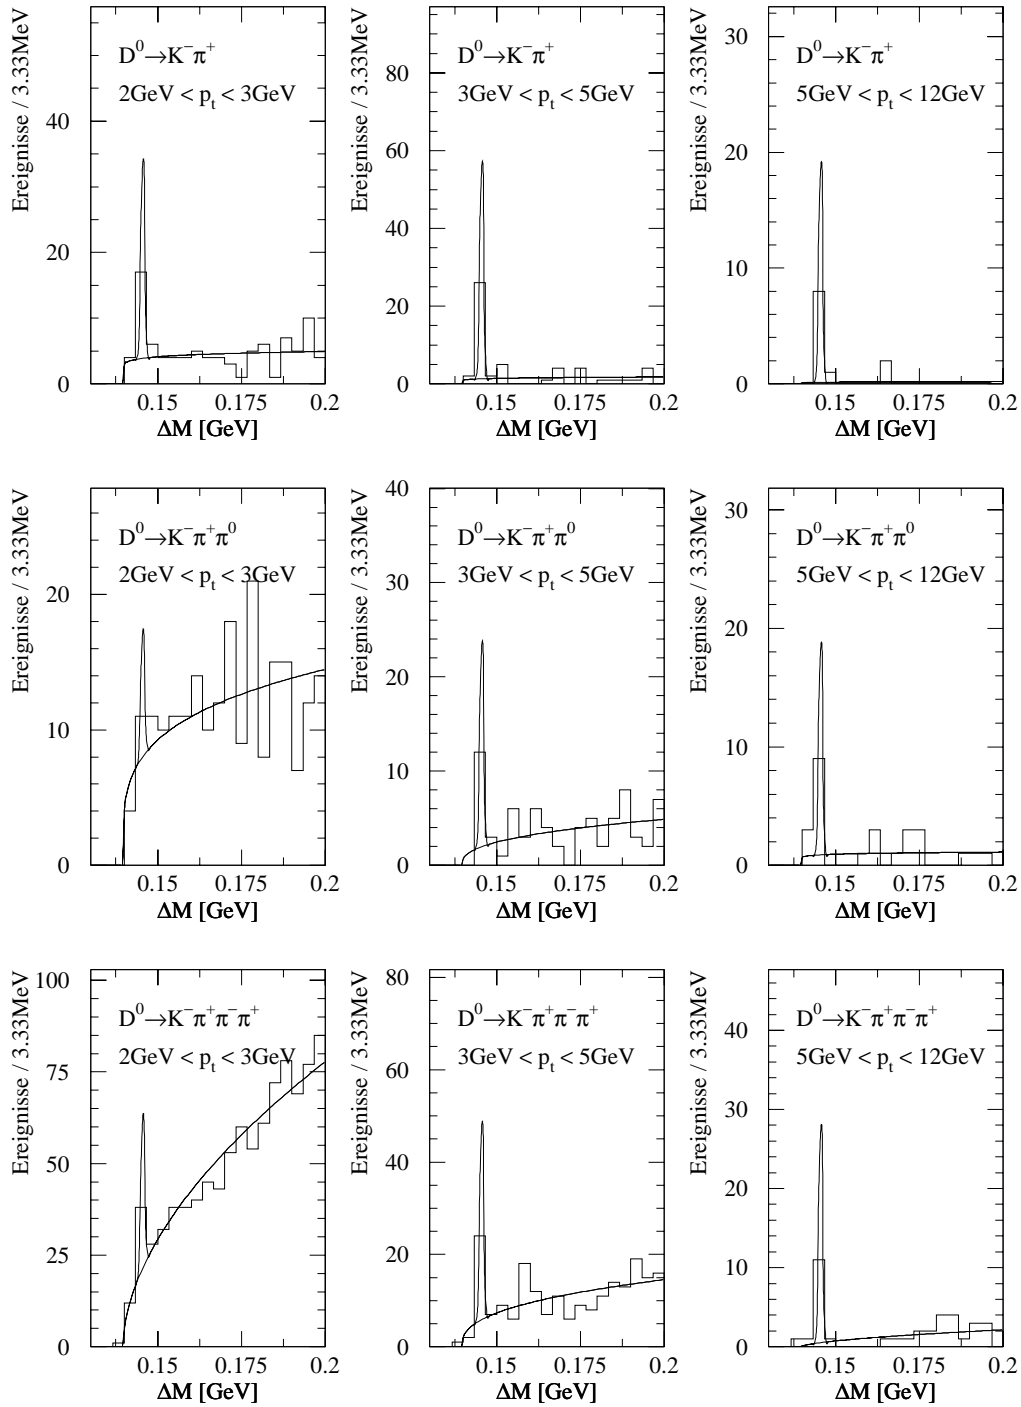 Ereignisse / 3.33MeV
D⁰→K⁻π⁺
2GeV < pₜ < 3GeV
40
20
0
0.15 0.175 0.2
ΔM [GeV]
Ereignisse / 3.33MeV
D⁰→K⁻π⁺
3GeV < pₜ < 5GeV
80
60
40
20
0
0.15 0.175 0.2
ΔM [GeV]
Ereignisse / 3.33MeV
D⁰→K⁻π⁺
5GeV < pₜ < 12GeV
30
20
10
0
0.15 0.175 0.2
ΔM [GeV]
Ereignisse / 3.33MeV
D⁰→K⁻π⁺π⁰
2GeV < pₜ < 3GeV
20
10
0
0.15 0.175 0.2
ΔM [GeV]
Ereignisse / 3.33MeV
D⁰→K⁻π⁺π⁰
3GeV < pₜ < 5GeV
40
30
20
10
0
0.15 0.175 0.2
ΔM [GeV]
Ereignisse / 3.33MeV
D⁰→K⁻π⁺π⁰
5GeV < pₜ < 12GeV
30
20
10
0
0.15 0.175 0.2
ΔM [GeV]
Ereignisse / 3.33MeV
D⁰→K⁻π⁺π⁻π⁺
2GeV < pₜ < 3GeV
100
75
50
25
0
0.15 0.175 0.2
ΔM [GeV]
Ereignisse / 3.33MeV
D⁰→K⁻π⁺π⁻π⁺
3GeV < pₜ < 5GeV
80
60
40
20
0
0.15 0.175 0.2
ΔM [GeV]
Ereignisse / 3.33MeV
D⁰→K⁻π⁺π⁻π⁺
5GeV < pₜ < 12GeV
40
30
20
10
0
0.15 0.175 0.2
ΔM [GeV]